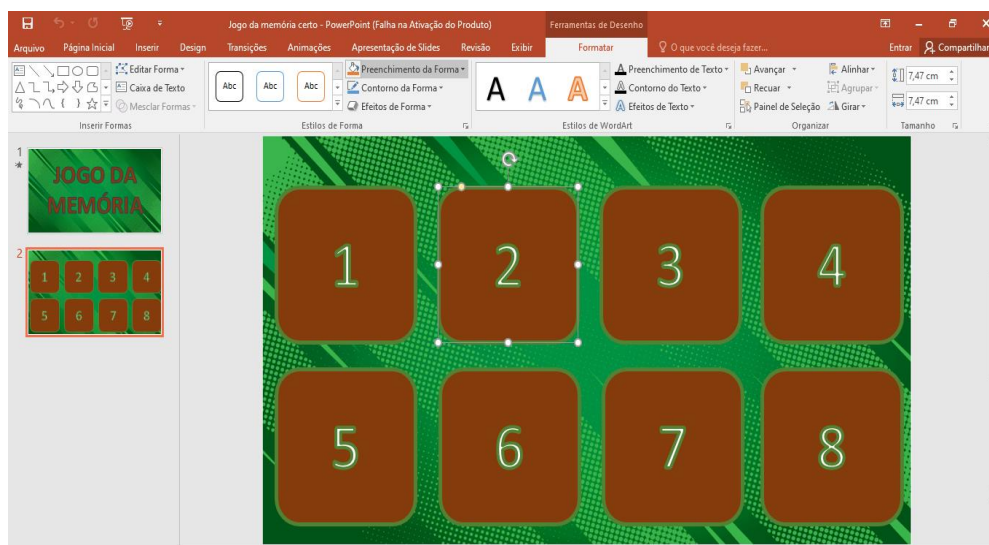 Jogo da memória certo - PowerPoint (Falha na Ativação do Produto)
Ferramentas de Desenho
Arquivo Página Inicial Inserir Design Transições Animações Apresentação de Slides Revisão Exibir Formatar O que você deseja fazer... Entrar Compartilhar
Editar Forma
Caixa de Texto
Mesclar Formas
Inserir Formas
Abc Abc Abc
Preenchimento da Forma
Contorno da Forma
Efeitos de Forma
Estilos de Forma
A A A
Preenchimento de Texto
Contorno do Texto
Efeitos de Texto
Estilos de WordArt
Avançar
Recuar
Painel de Seleção
Alinhar
Agrupar
Girar
Organizar
7,47 cm
7,47 cm
Tamanho
1
JOGO DA
MEMÓRIA
2
1 2 3 4
5 6 7 8
1 2 3 4
5 6 7 8